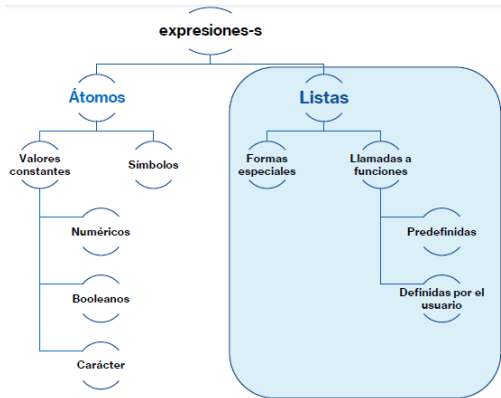 expresiones-s
Átomos
Listas
Valores
constantes
Símbolos
Formas
especiales
Llamadas a
funciones
Numéricos
Predefinidas
Booleanos
Definidas por el
usuario
Carácter